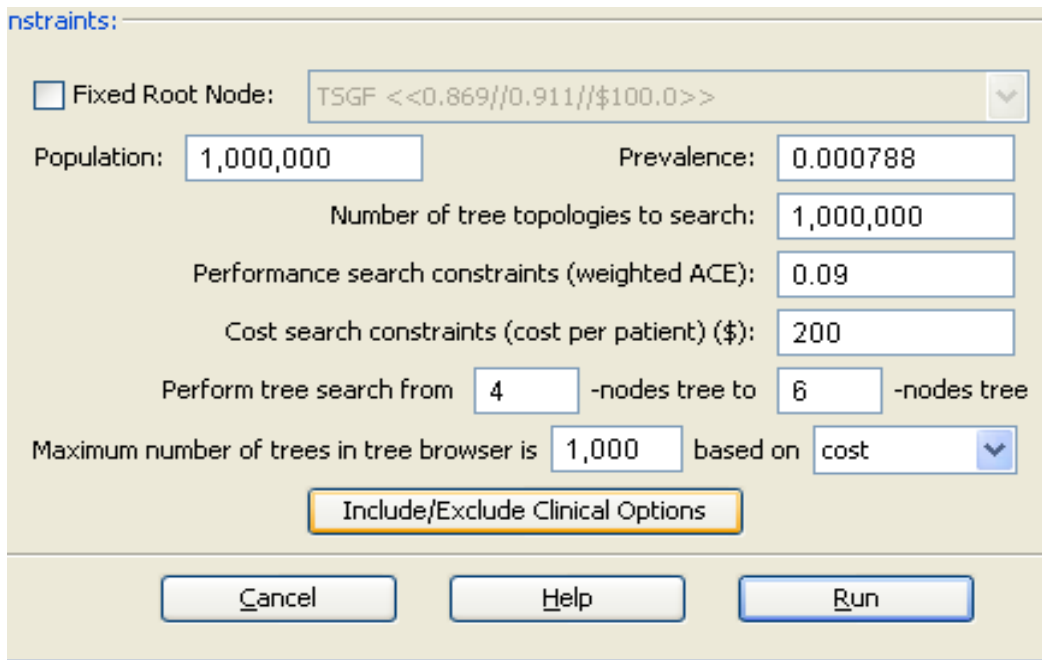 nstraints:
Fixed Root Node: TSGF <<0.869//0.911//$100.0>>
Population: 1,000,000 Prevalence: 0.000788
Number of tree topologies to search: 1,000,000
Performance search constraints (weighted ACE): 0.09
Cost search constraints (cost per patient) ($): 200
Perform tree search from 4 -nodes tree to 6 -nodes tree
Maximum number of trees in tree browser is 1,000 based on cost
Include/Exclude Clinical Options
Cancel Help Run